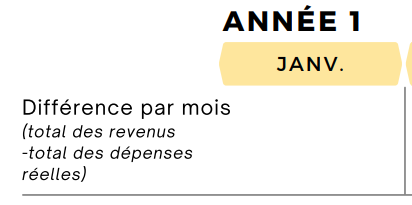 ANNÉE 1
JANV.
Différence par mois
(total des revenus
-total des dépenses
réelles)